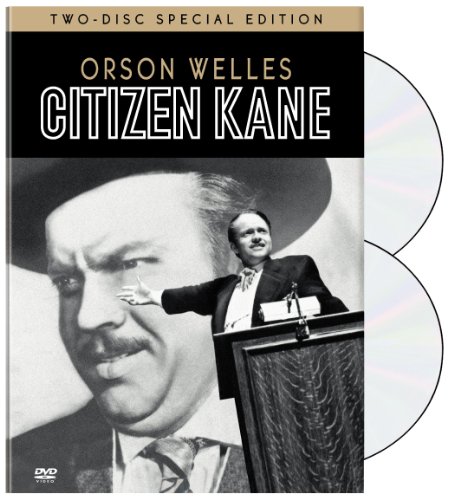 TWO-DISC SPECIAL EDITION
ORSON WELLES
CITIZEN KANE
DVD
VIDEO